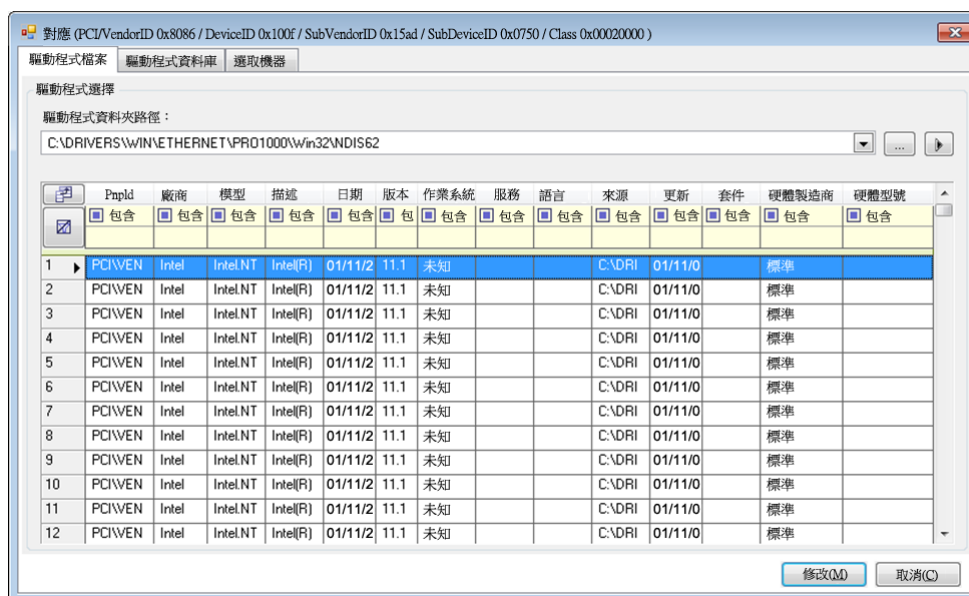 對應 (PCI/VendorID 0x8086 / DeviceID 0x100f / SubVendorID 0x15ad / SubDeviceID 0x0750 / Class 0x00020000 )
驅動程式檔案 驅動程式資料庫 選取機器
驅動程式選擇
驅動程式資料夾路徑：
C:\DRIVERS\WIN\ETHERNET\PRO1000\Win32\NDIS62 ...
PnpId 廠商 模型 描述 日期 版本 作業系統 服務 語言 來源 更新 套件 硬體製造商 硬體型號
包含 包含 包含 包含 包含 包 包含 包含 包含 包含 包含 包含 包含 包含
1 PCI\VEN Intel Intel.NT Intel(R) 01/11/2 11.1 未知 C:\DRI 01/11/0 標準
2 PCI\VEN Intel Intel.NT Intel(R) 01/11/2 11.1 未知 C:\DRI 01/11/0 標準
3 PCI\VEN Intel Intel.NT Intel(R) 01/11/2 11.1 未知 C:\DRI 01/11/0 標準
4 PCI\VEN Intel Intel.NT Intel(R) 01/11/2 11.1 未知 C:\DRI 01/11/0 標準
5 PCI\VEN Intel Intel.NT Intel(R) 01/11/2 11.1 未知 C:\DRI 01/11/0 標準
6 PCI\VEN Intel Intel.NT Intel(R) 01/11/2 11.1 未知 C:\DRI 01/11/0 標準
7 PCI\VEN Intel Intel.NT Intel(R) 01/11/2 11.1 未知 C:\DRI 01/11/0 標準
8 PCI\VEN Intel Intel.NT Intel(R) 01/11/2 11.1 未知 C:\DRI 01/11/0 標準
9 PCI\VEN Intel Intel.NT Intel(R) 01/11/2 11.1 未知 C:\DRI 01/11/0 標準
10 PCI\VEN Intel Intel.NT Intel(R) 01/11/2 11.1 未知 C:\DRI 01/11/0 標準
11 PCI\VEN Intel Intel.NT Intel(R) 01/11/2 11.1 未知 C:\DRI 01/11/0 標準
12 PCI\VEN Intel Intel.NT Intel(R) 01/11/2 11.1 未知 C:\DRI 01/11/0 標準
修改(M) 取消(C)